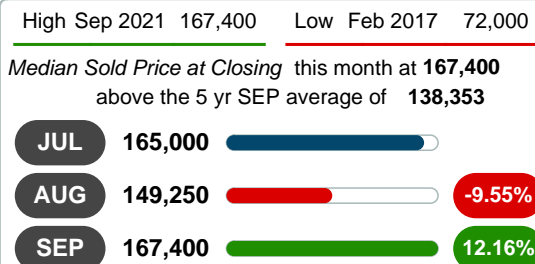 High Sep 2021 167,400 Low Feb 2017 72,000
Median Sold Price at Closing this month at 167,400
above the 5 yr SEP average of 138,353
JUL 165,000
AUG 149,250 -9.55%
SEP 167,400 12.16%